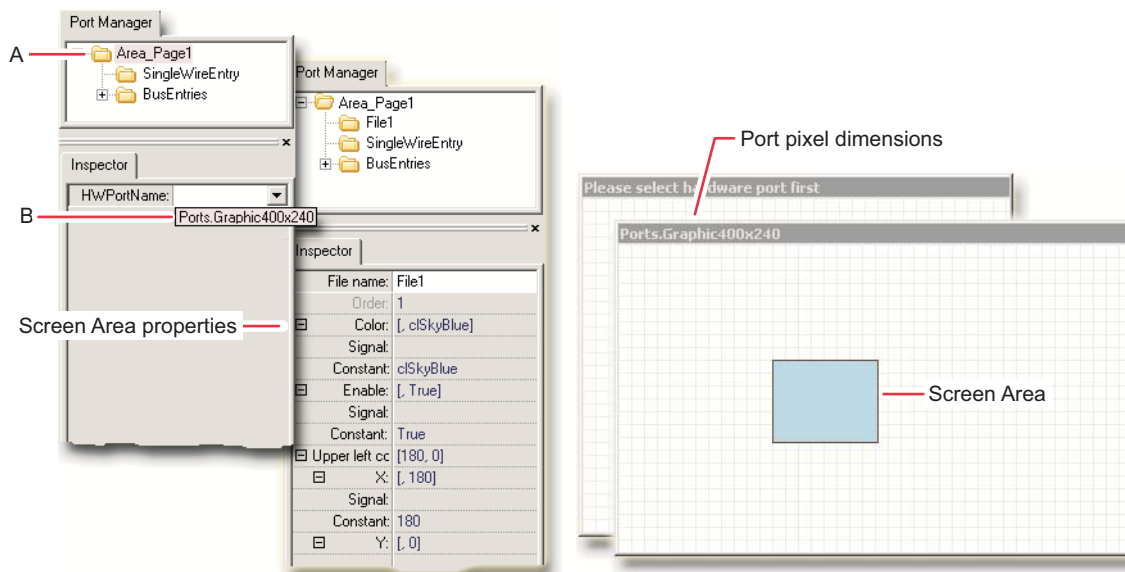 Port Manager
A
Area_Page1
SingleWireEntry
BusEntries
Inspector
HWPortName:
B
Ports.Graphic400x240
Screen Area properties
Port Manager
Area_Page1
File1
SingleWireEntry
BusEntries
Inspector
File name: File1
Order: 1
Color: [, clSkyBlue]
Signal:
Constant: clSkyBlue
Enable: [, True]
Signal:
Constant: True
Upper left cc [180, 0]
X: [, 180]
Signal:
Constant: 180
Y: [, 0]
Port pixel dimensions
Please select hardware port first
Ports.Graphic400x240
Screen Area